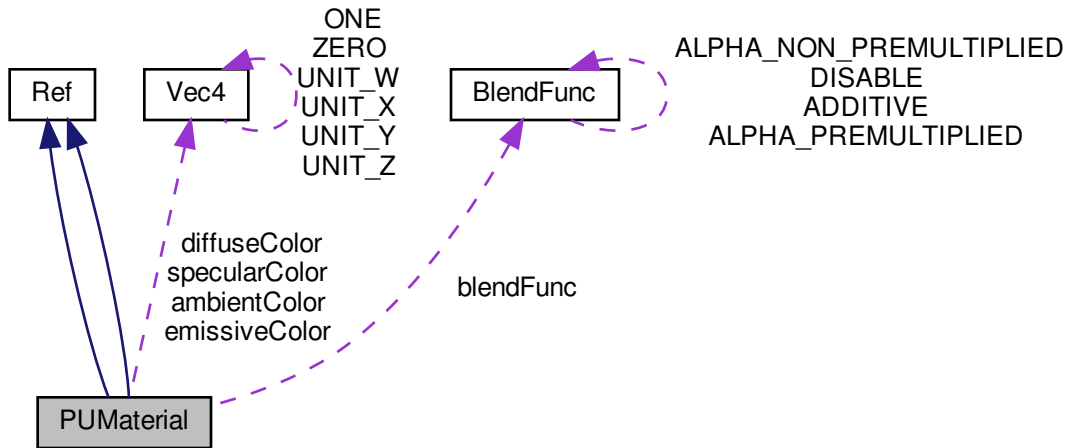 ONE
ZERO
UNIT_W
UNIT_X
UNIT_Y
UNIT_Z
ALPHA_NON_PREMULTIPLIED
DISABLE
ADDITIVE
ALPHA_PREMULTIPLIED
Ref
Vec4
BlendFunc
diffuseColor
specularColor
ambientColor
emissiveColor
blendFunc
PUMaterial